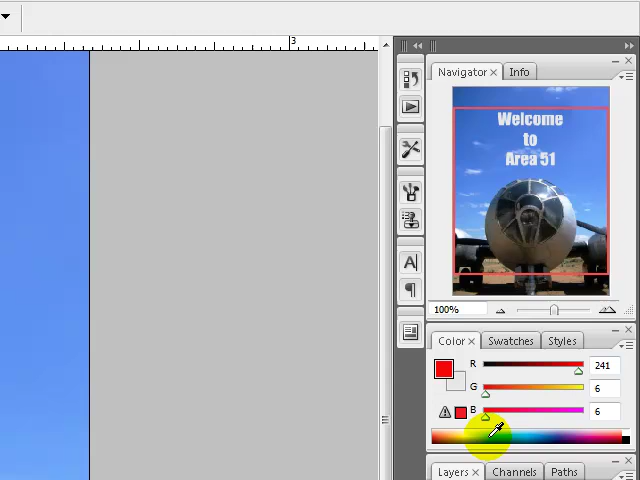 3
Navigator × Info
Welcome
to
Area 51
100%
Color × Swatches Styles
R 241
G 6
B 6
Layers × Channels Paths
A